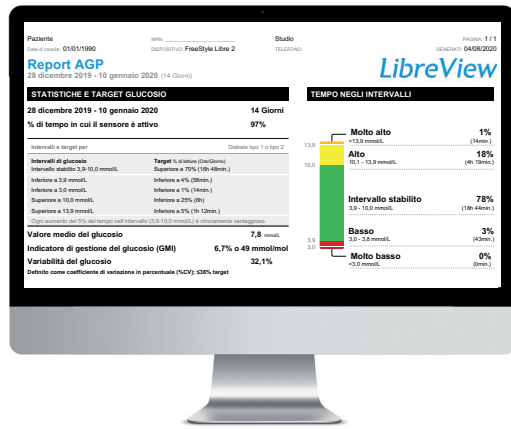 Paziente MRN: Studio PAGINA: 1 / 1
Data di nascita: 01/01/1990 DISPOSITIVO: FreeStyle Libre 2 TELEFONO: GENERATI: 04/08/2020
Report AGP
LibreView
28 dicembre 2019 - 10 gennaio 2020 (14 Giorni)
STATISTICHE E TARGET GLUCOSIO
28 dicembre 2019 - 10 gennaio 2020 14 Giorni
% di tempo in cui il sensore è attivo 97%
Intervalli e target per Diabete tipo 1 o tipo 2
Intervalli di glucosio Target % di letture (Ora/Giorno)
Intervallo stabilito 3,9-10,0 mmol/L Superiore a 70% (16h 48min.)
Inferiore a 3,9 mmol/L Inferiore a 4% (58min.)
Inferiore a 3,0 mmol/L Inferiore a 1% (14min.)
Superiore a 10,0 mmol/L Inferiore a 25% (6h)
Superiore a 13,9 mmol/L Inferiore a 5% (1h 12min.)
Ogni aumento del 5% del tempo nell'intervallo (3,9-10,0 mmol/L) è clinicamente vantaggioso.
Valore medio del glucosio 7,8 mmol/L
Indicatore di gestione del glucosio (GMI) 6,7% o 49 mmol/mol
Variabilità del glucosio 32,1%
Definito come coefficiente di variazione in percentuale (%CV); ≤36% target
TEMPO NEGLI INTERVALLI
Molto alto 1%
>13,9 mmol/L (14min.)
13,9
Alto 18%
10,1 - 13,9 mmol/L (4h 19min.)
10,0
Intervallo stabilito 78%
3,9 - 10,0 mmol/L (18h 44min.)
Basso 3%
3,0 - 3,8 mmol/L (43min.)
3,9
3,0
Molto basso 0%
<3,0 mmol/L (0min.)